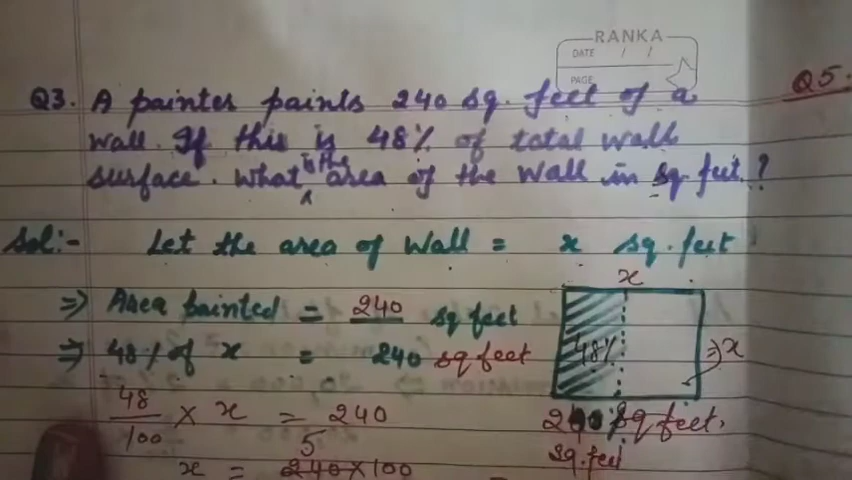 RANKA
DATE / /
PAGE
Q5.
Q3. A painter paints 240 sq. feet of a
wall. If this is 48% of total wall
surface. What is the area of the wall in sq feet.?
Sol:- Let the area of Wall = x sq. feet
x
⇒ Area painted = 240 sq feet
⇒ 48% of x = 240 sq feet
48% ⇒ x
48/100 × x = 240
sq feet.
sq. feet
5
x = 240 × 100